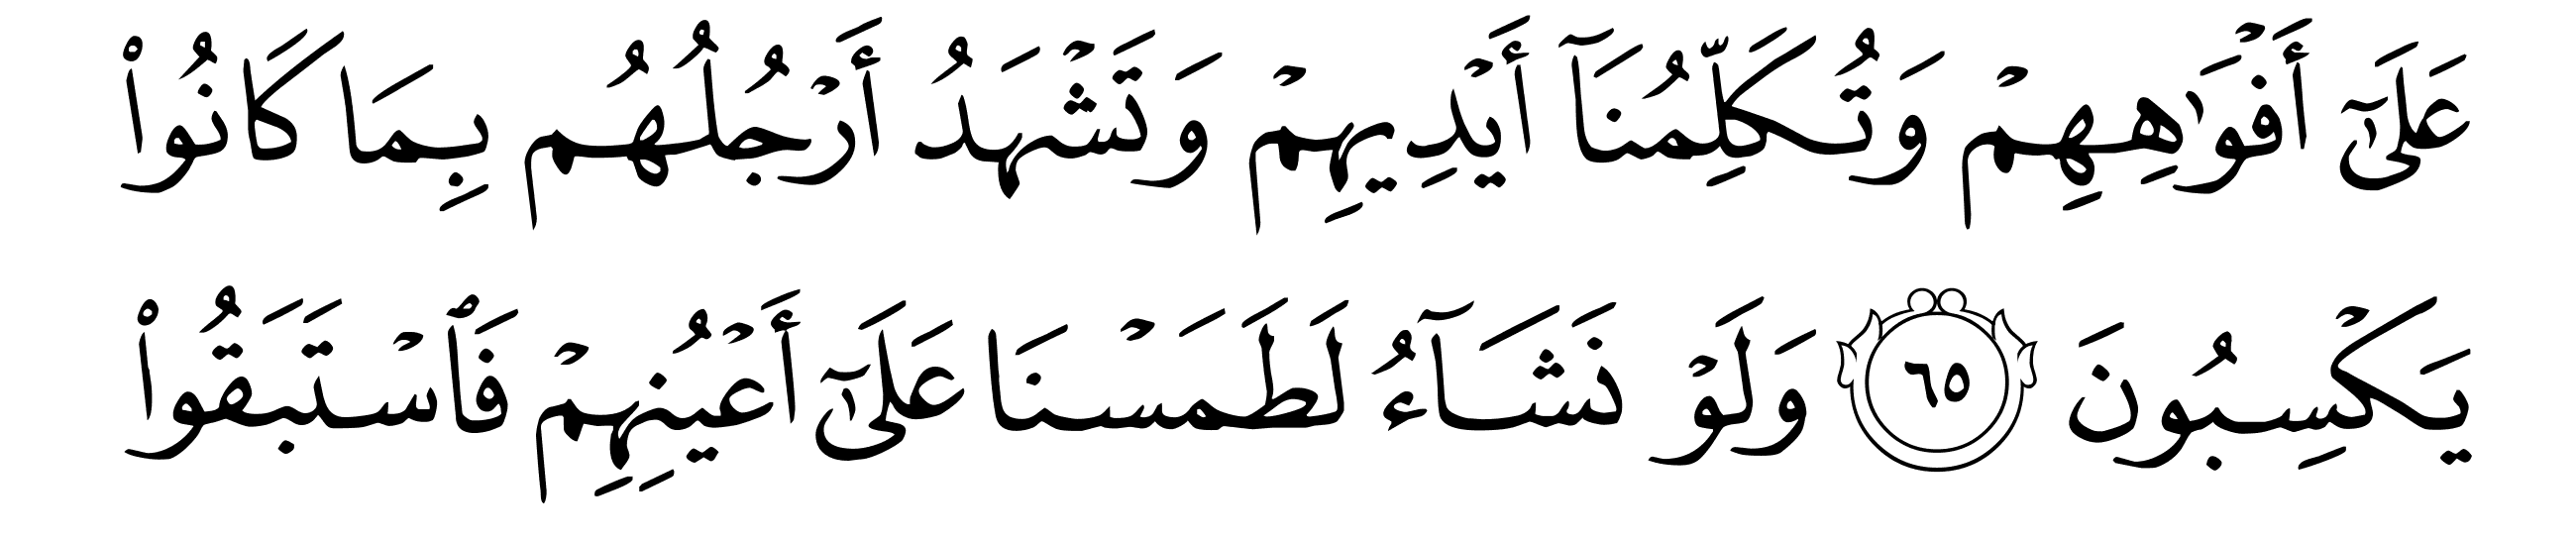 عَلَىٰٓ أَفۡوَٰهِهِمۡ وَتُكَلِّمُنَآ أَيۡدِيهِمۡ وَتَشۡهَدُ أَرۡجُلُهُم بِمَا كَانُواْ
يَكۡسِبُونَ ٦٥ وَلَوۡ نَشَآءُ لَطَمَسۡنَا عَلَىٰٓ أَعۡيُنِهِمۡ فَٱسۡتَبَقُواْ